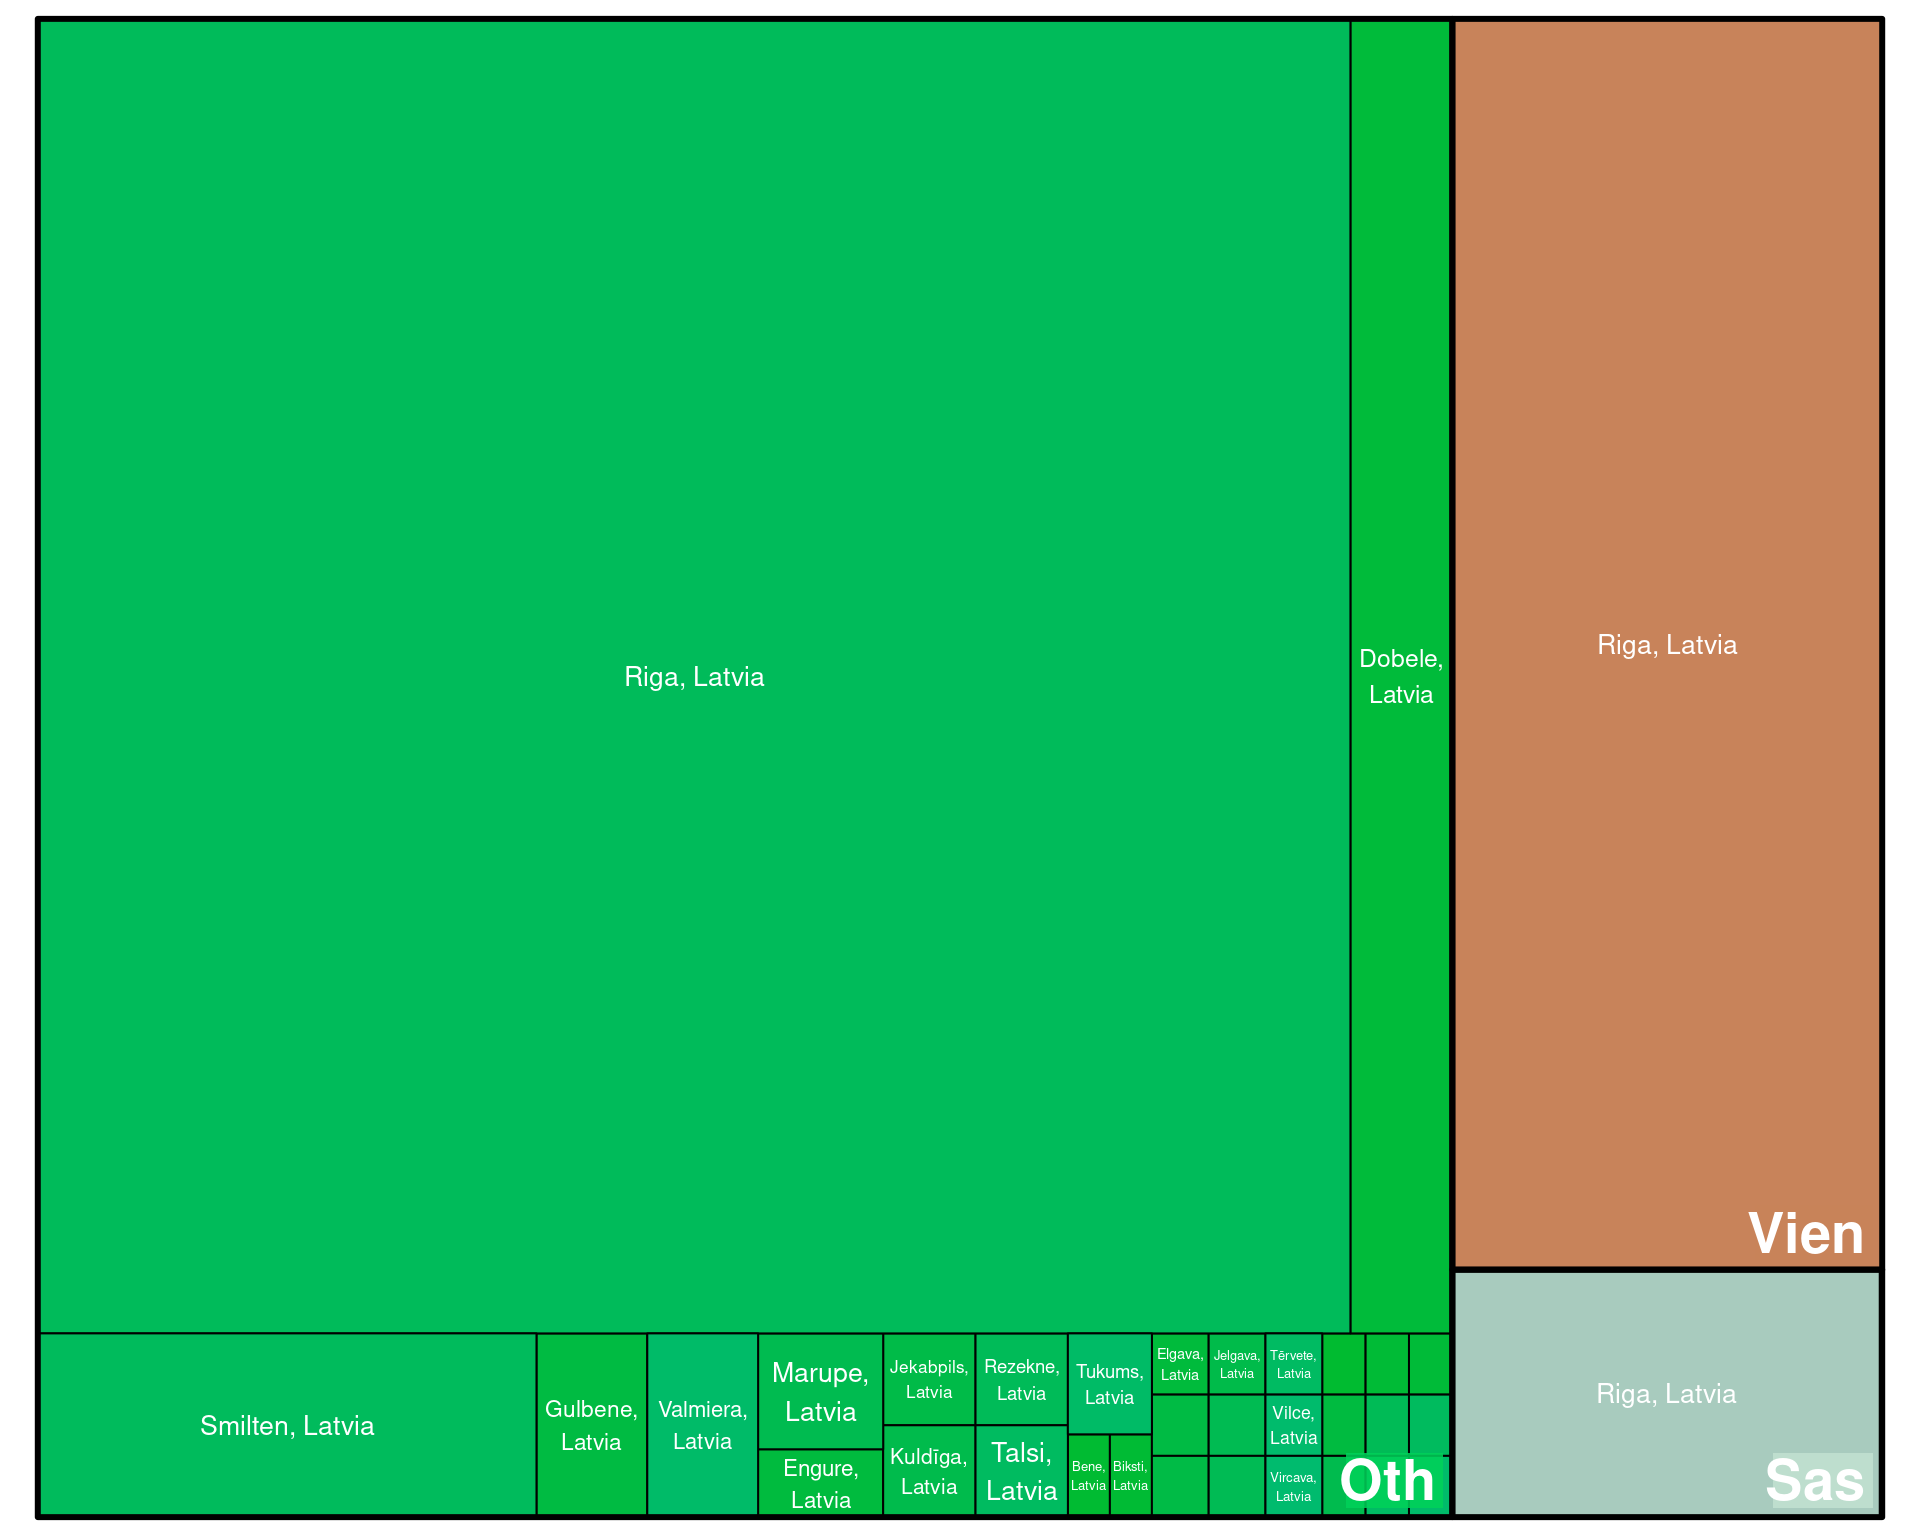 Riga, Latvia
Dobele,
Latvia
Riga, Latvia
Vien
Smilten, Latvia
Gulbene,
Latvia
Valmiera,
Latvia
Marupe,
Latvia
Engure,
Latvia
Jekabpils,
Latvia
Kuldīga,
Latvia
Rezekne,
Latvia
Talsi,
Latvia
Tukums,
Latvia
Bene,
Latvia
Biksti,
Latvia
Elgava,
Latvia
Jelgava,
Latvia
Tērvete,
Latvia
Vilce,
Latvia
Vircava,
Latvia
Oth
Riga, Latvia
Sas